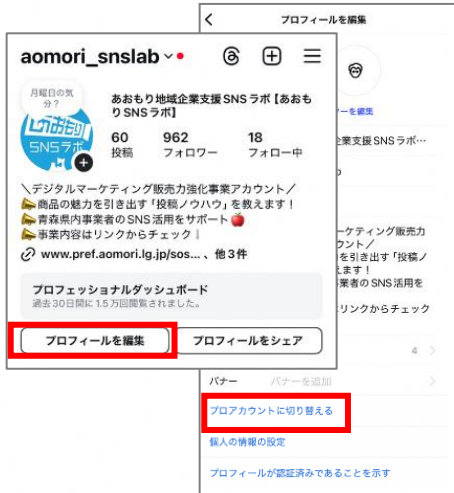 プロフィールを編集
aomori_snslab
月曜日の気
分？
あおもり
SNSラボ
あおもり地域企業支援SNSラボ【あおも
りSNSラボ】
60 962 18
投稿 フォロワー フォロー中
＼デジタルマーケティング販売力強化事業アカウント／
📣商品の魅力を引き出す「投稿ノウハウ」を教えます！
📣青森県内事業者のSNS活用をサポート🍎
📣事業内容はリンクからチェック↓
www.pref.aomori.lg.jp/sos...、他3件
プロフェッショナルダッシュボード
過去30日間に1.5万回閲覧されました。
プロフィールを編集 プロフィールをシェア
ーを編集
企業支援SNSラボ…
ーケティング販売力
ウント／
を引き出す「投稿ノ
えます！
業者のSNS活用を
リンクからチェック
4
バナー バナーを追加
プロアカウントに切り替える
個人の情報の設定
プロフィールが認証済みであることを示す